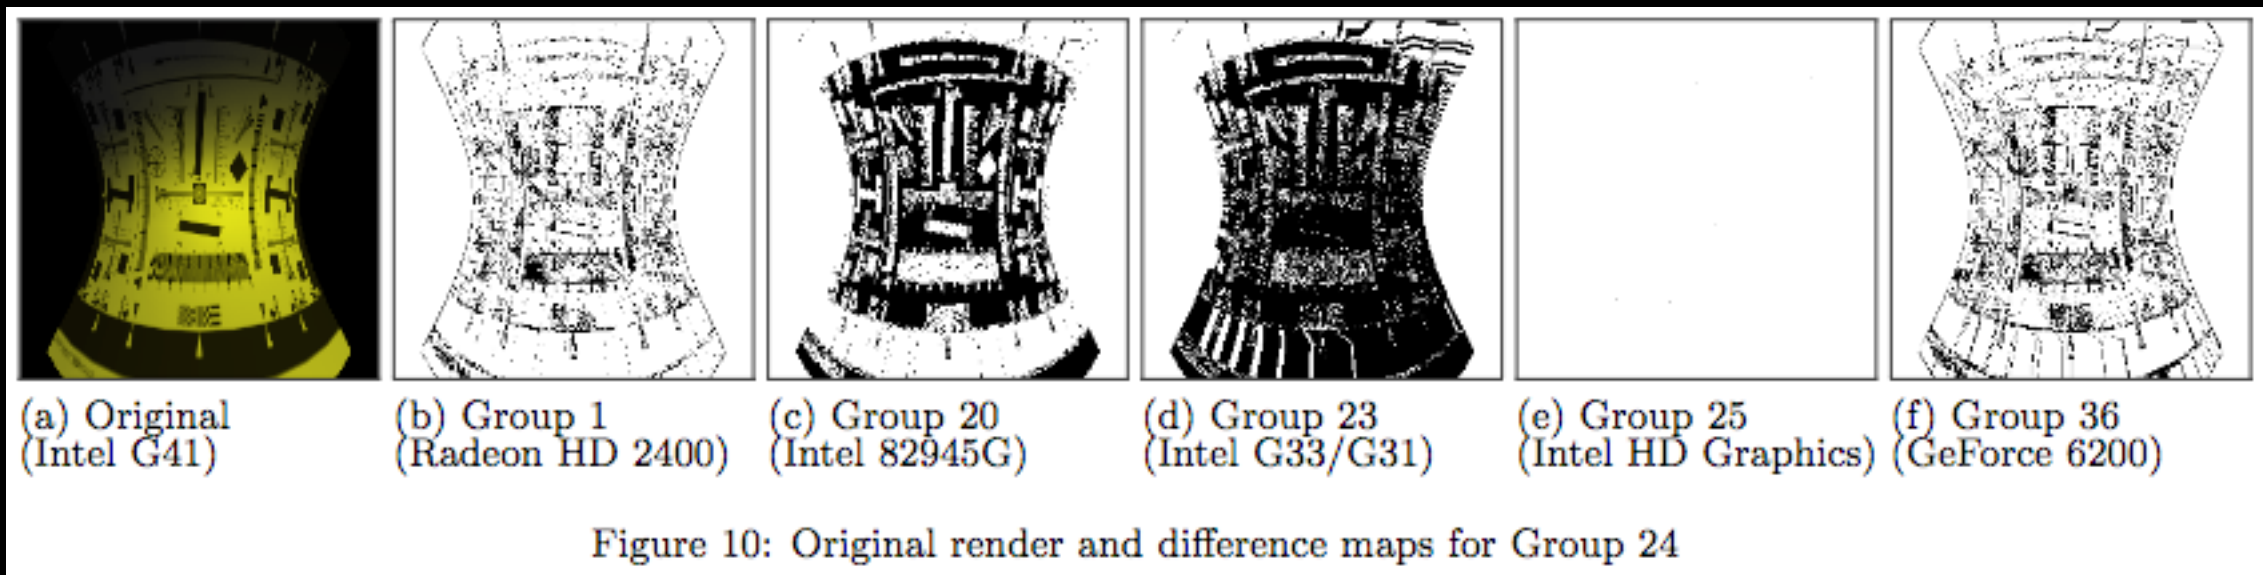 (a) Original
(Intel G41)
(b) Group 1
(Radeon HD 2400)
(c) Group 20
(Intel 82945G)
(d) Group 23
(Intel G33/G31)
(e) Group 25
(Intel HD Graphics)
(f) Group 36
(GeForce 6200)
Figure 10: Original render and difference maps for Group 24